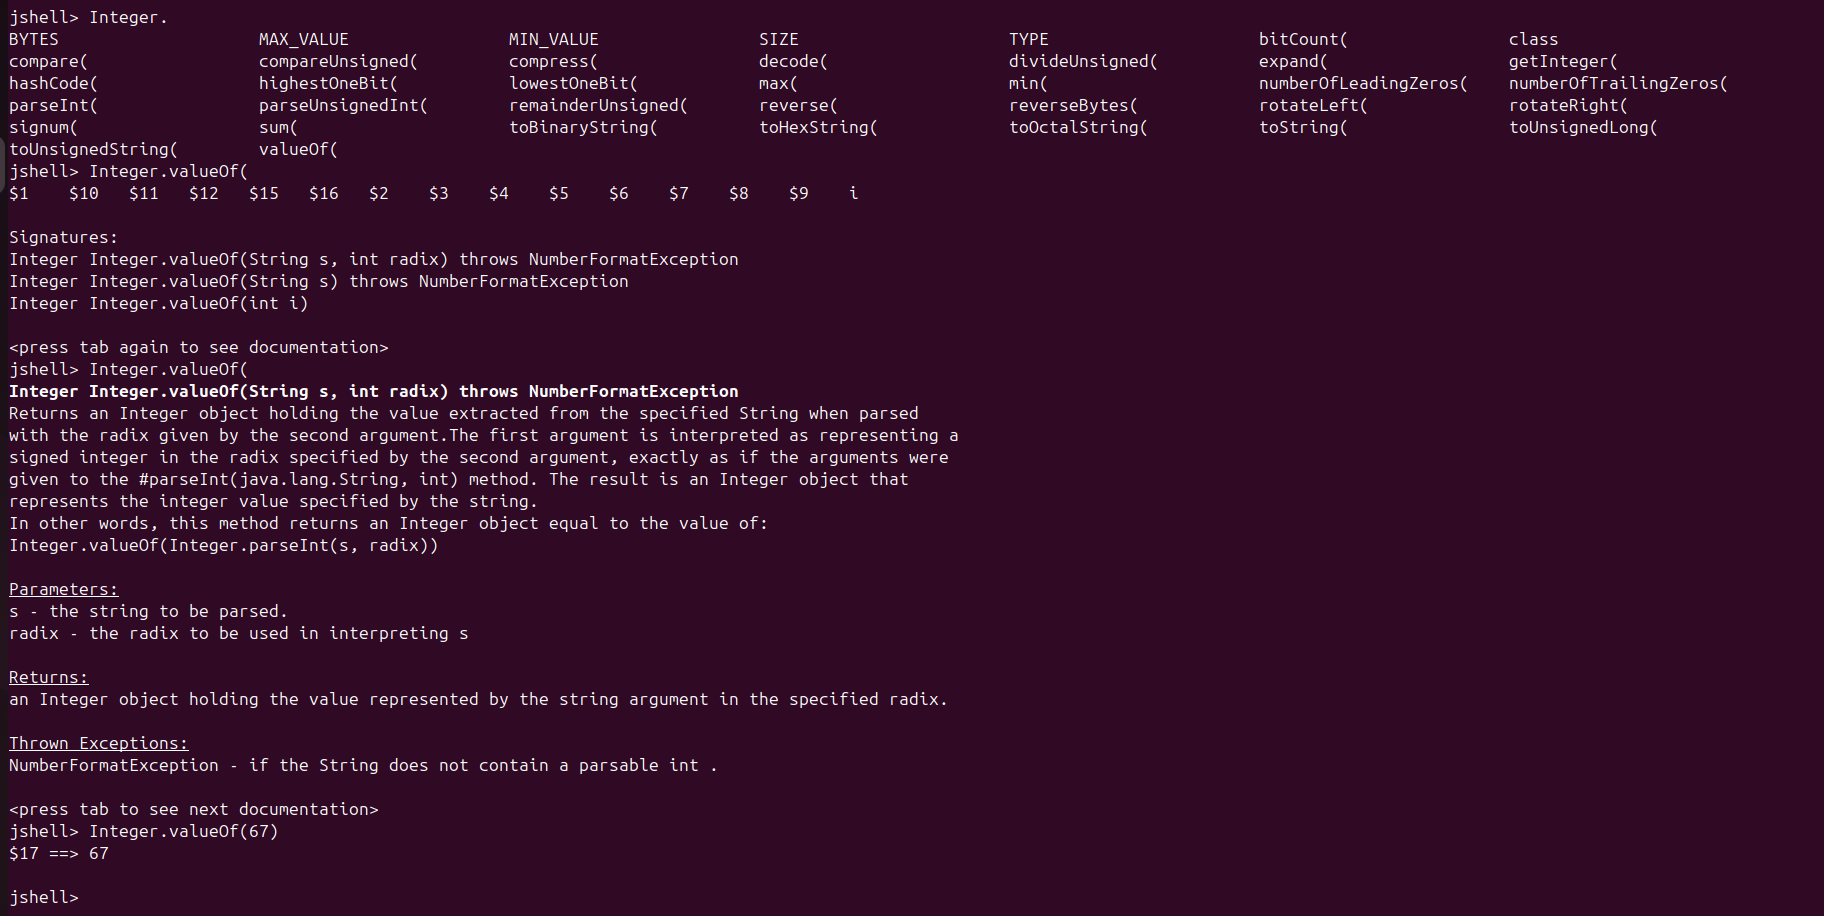 jshell> Integer.
BYTES MAX_VALUE MIN_VALUE SIZE TYPE bitCount( class
compare( compareUnsigned( compress( decode( divideUnsigned( expand( getInteger(
hashCode( highestOneBit( lowestOneBit( max( min( numberOfLeadingZeros( numberOfTrailingZeros(
parseInt( parseUnsignedInt( remainderUnsigned( reverse( reverseBytes( rotateLeft( rotateRight(
signum( sum( toBinaryString( toHexString( toOctalString( toString( toUnsignedLong(
toUnsignedString( valueOf(
jshell> Integer.valueOf(
$1 $10 $11 $12 $15 $16 $2 $3 $4 $5 $6 $7 $8 $9 i
Signatures:
Integer Integer.valueOf(String s, int radix) throws NumberFormatException
Integer Integer.valueOf(String s) throws NumberFormatException
Integer Integer.valueOf(int i)
<press tab again to see documentation>
jshell> Integer.valueOf(
Integer Integer.valueOf(String s, int radix) throws NumberFormatException
Returns an Integer object holding the value extracted from the specified String when parsed
with the radix given by the second argument.The first argument is interpreted as representing a
signed integer in the radix specified by the second argument, exactly as if the arguments were
given to the #parseInt(java.lang.String, int) method. The result is an Integer object that
represents the integer value specified by the string.
In other words, this method returns an Integer object equal to the value of:
Integer.valueOf(Integer.parseInt(s, radix))
Parameters:
s - the string to be parsed.
radix - the radix to be used in interpreting s
Returns:
an Integer object holding the value represented by the string argument in the specified radix.
Thrown Exceptions:
NumberFormatException - if the String does not contain a parsable int .
<press tab to see next documentation>
jshell> Integer.valueOf(67)
$17 ==> 67
jshell>